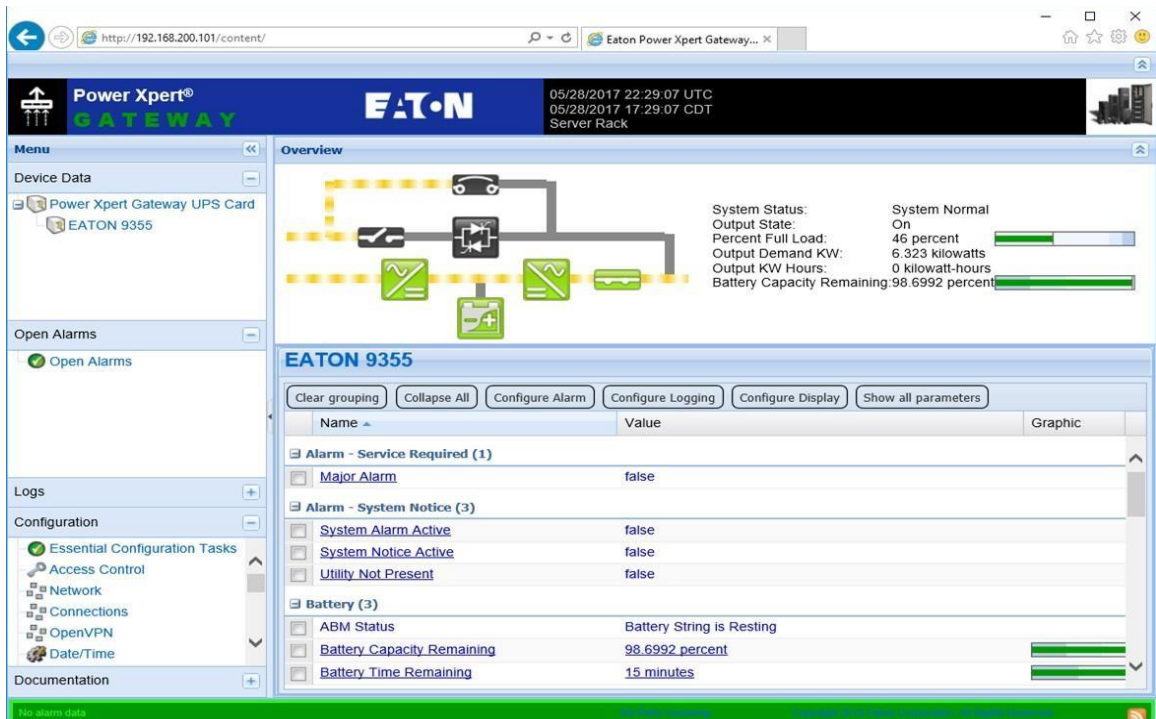 http://192.168.200.101/content/
Eaton Power Xpert Gateway...
Power Xpert®
GATEWAY
EATON
05/28/2017 22:29:07 UTC
05/28/2017 17:29:07 CDT
Server Rack
Menu
Device Data
Power Xpert Gateway UPS Card
EATON 9355
Open Alarms
Open Alarms
Logs
Configuration
Essential Configuration Tasks
Access Control
Network
Connections
OpenVPN
Date/Time
Documentation
Overview
System Status: System Normal
Output State: On
Percent Full Load: 46 percent
Output Demand KW: 6.323 kilowatts
Output KW Hours: 0 kilowatt-hours
Battery Capacity Remaining: 98.6992 percent
EATON 9355
Clear grouping Collapse All Configure Alarm Configure Logging Configure Display Show all parameters
Name Value Graphic
Alarm - Service Required (1)
Major Alarm false
Alarm - System Notice (3)
System Alarm Active false
System Notice Active false
Utility Not Present false
Battery (3)
ABM Status Battery String is Resting
Battery Capacity Remaining 98.6992 percent
Battery Time Remaining 15 minutes
No alarm data